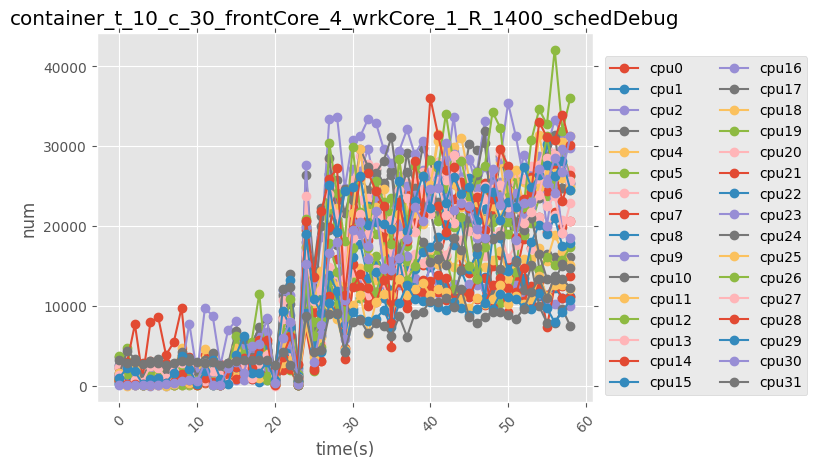 container_t_10_c_30_frontCore_4_wrkCore_1_R_1400_schedDebug
num
40000
30000
20000
10000
0
0
10
20
30
40
50
60
time(s)
cpu0
cpu1
cpu2
cpu3
cpu4
cpu5
cpu6
cpu7
cpu8
cpu9
cpu10
cpu11
cpu12
cpu13
cpu14
cpu15
cpu16
cpu17
cpu18
cpu19
cpu20
cpu21
cpu22
cpu23
cpu24
cpu25
cpu26
cpu27
cpu28
cpu29
cpu30
cpu31